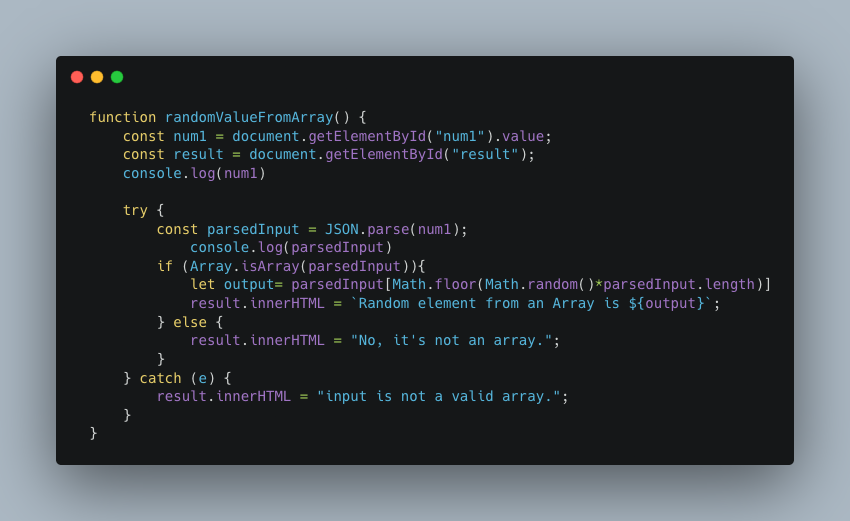 function randomValueFromArray() {
    const num1 = document.getElementById("num1").value;
    const result = document.getElementById("result");
    console.log(num1)

    try {
        const parsedInput = JSON.parse(num1);
            console.log(parsedInput)
        if (Array.isArray(parsedInput)){
            let output= parsedInput[Math.floor(Math.random()*parsedInput.length)]
            result.innerHTML = `Random element from an Array is ${output}`;
        } else {
            result.innerHTML = "No, it's not an array.";
        }
    } catch (e) {
        result.innerHTML = "input is not a valid array.";
    }
}